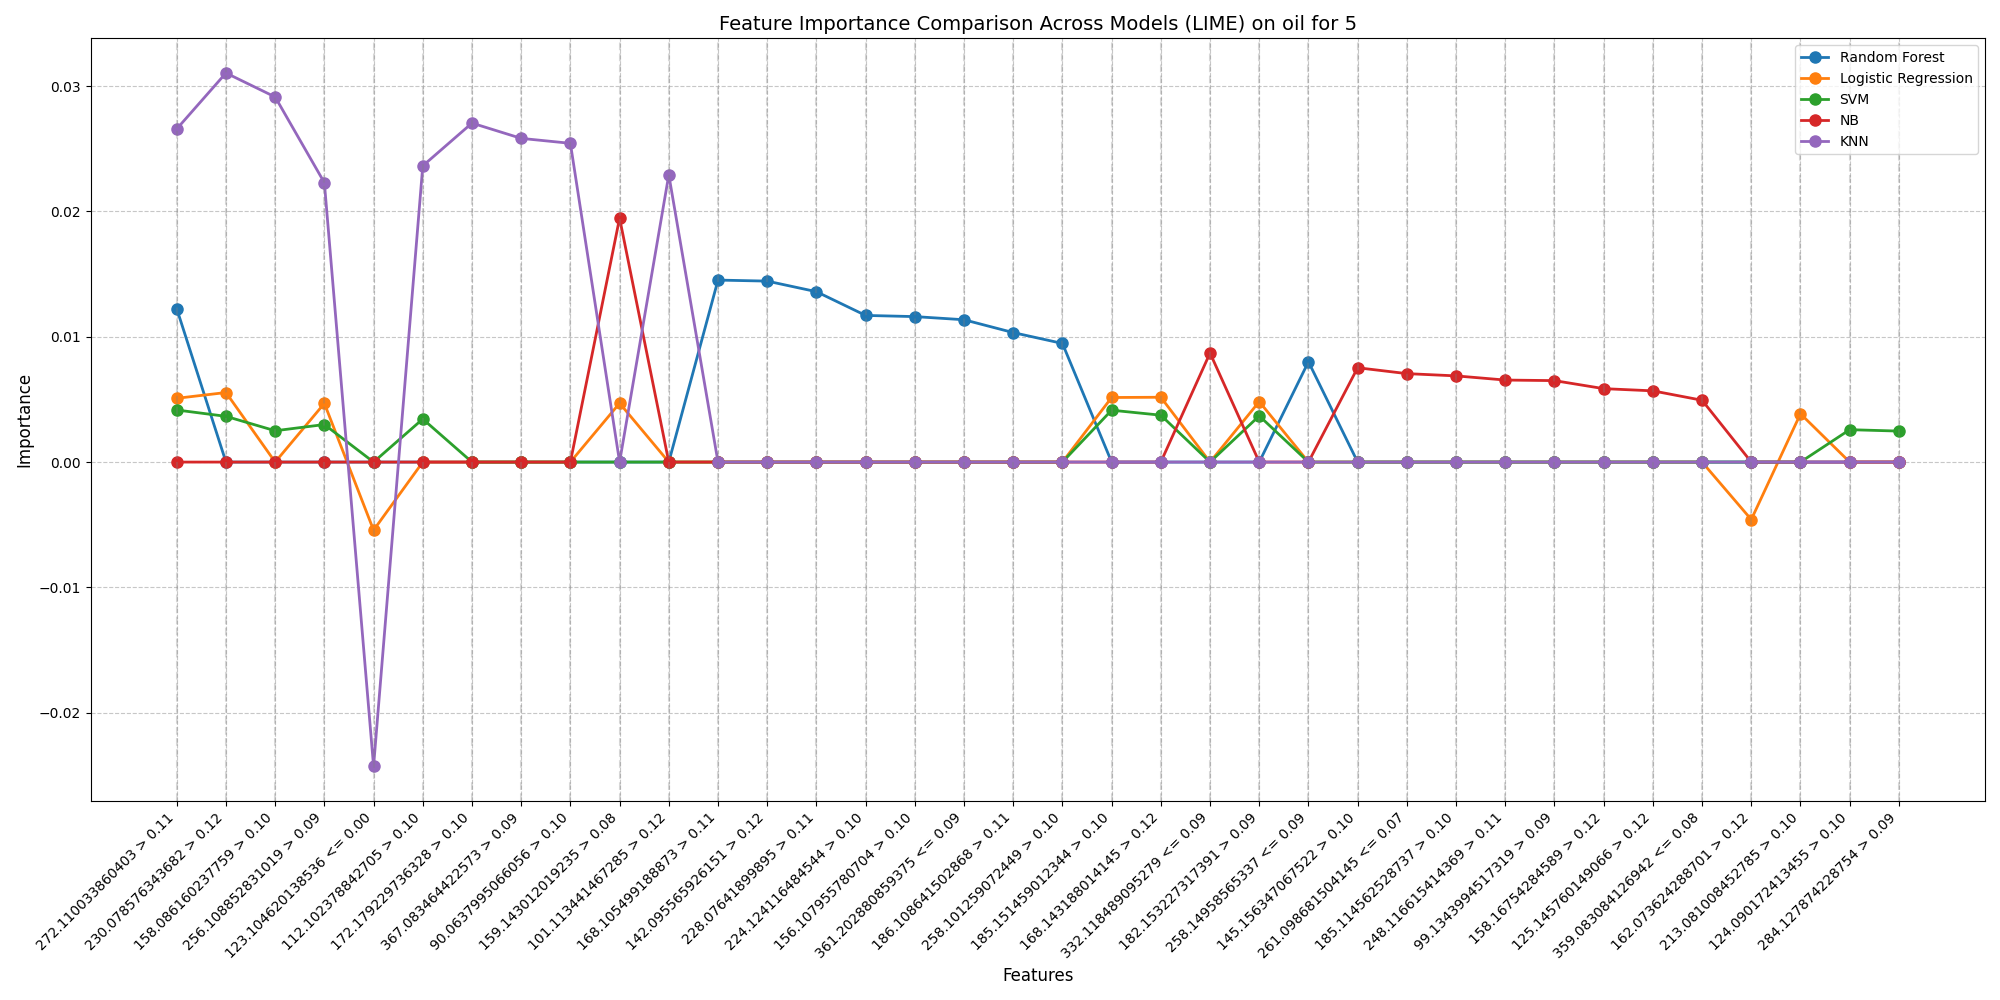 Feature Importance Comparison Across Models (LIME) on oil for 5
Random Forest
Logistic Regression
SVM
NB
KNN
Importance
0.03
0.02
0.01
0.00
−0.01
−0.02
272.110033860403 > 0.11
230.078576343682 > 0.12
158.081610237759 > 0.10
256.108852831019 > 0.09
123.104620138536 <= 0.00
112.102378842705 > 0.10
172.179229736328 > 0.10
367.083464422573 > 0.09
90.0637995066056 > 0.10
159.143012019235 > 0.08
101.113441467285 > 0.12
168.105499188873 > 0.11
142.095565926151 > 0.12
228.07641899895 > 0.11
224.124116484544 > 0.10
156.107955780704 > 0.10
361.202880859375 <= 0.09
186.108641502868 > 0.11
258.101259072449 > 0.10
185.151459012344 > 0.10
168.143188014145 > 0.12
332.118489095279 <= 0.09
182.153227317391 > 0.09
258.14958565337 <= 0.09
145.156347067522 > 0.10
261.098681504145 <= 0.07
185.114562528737 > 0.10
248.116615414369 > 0.11
99.1343994517319 > 0.09
158.167542845​89 > 0.12
125.145760149066 > 0.12
359.083084126942 <= 0.08
162.073624288701 > 0.12
213.081008452785 > 0.10
124.090172413455 > 0.10
284.127874228754 > 0.09
Features